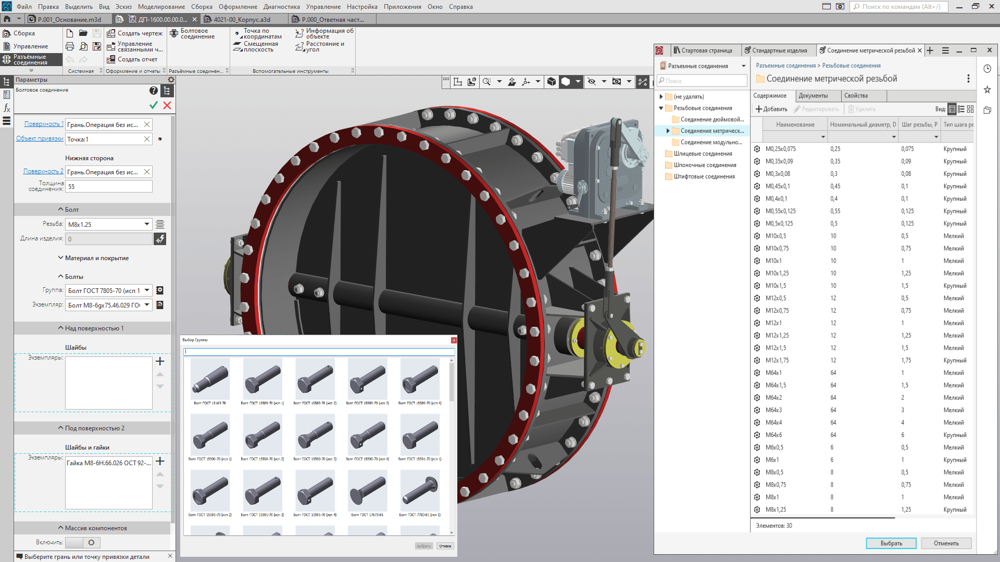 Файл Правка Выделить Вид Эскиз Моделирование Сборка Оформление Диагностика Управление Настройка Приложения Окно Справка
Поиск по командам (Alt+/)
Р.001_Основание.m3d
ДП-1600.00.00.0...
4021-00_Корпус.a3d
Р.000_Ответная част...
Сборка
Управление
Разъёмные соединения
Системная
Создать чертеж
Управление связанными ч...
Создать отчет
Оформление и отчеты
Болтовое соединение
Разъёмные соединен...
Точка по координатам
Смещенная плоскость
Информация об объекте
Расстояние и угол
Вспомогательные инструменты
Параметры
Болтовое соединение
Поверхность 1 Грань.Операция без ис...
Объект привязки Точка:1
Нижняя сторона
Поверхность 2 Грань.Операция без ис...
Толщина соединения: 55
Болт
Резьба: M8x1.25
Длина изделия: 0
Материал и покрытие
Болты
Группа: Болт ГОСТ 7805-70 (исп 1
Экземпляр: Болт M8-6gx75.46.029 ГО
Над поверхностью 1
Шайбы
Экземпляры:
Под поверхностью 2
Шайбы и гайки
Экземпляры: Гайка M8-6H.66.026 ОСТ 92-...
Массив компонентов
Включить:
Выберите грань или точку привязки детали
Выбор Группы
Болт ГОСТ 15163-78
Болт ГОСТ 15589-70 (исп 1)
Болт ГОСТ 15589-70 (исп 2)
Болт ГОСТ 15589-70 (исп 3)
Болт ГОСТ 15589-70 (исп 4)
Болт ГОСТ 15590-70 (исп 1)
Болт ГОСТ 15590-70 (исп 2)
Болт ГОСТ 15590-70 (исп 3)
Болт ГОСТ 15590-70 (исп 4)
Болт ГОСТ 15591-70 (исп 1)
Болт ГОСТ 15591-70 (исп 2)
Болт ГОСТ 15591-70 (исп 3)
Болт ГОСТ 15591-70 (исп 4)
Болт ГОСТ 17673-81
Болт ГОСТ 7783-81 (исп 1)
Выбрать
Отмена
Стартовая страница
Стандартные изделия
Соединение метрической резьбой
Разъемные соединения
Поиск
(не удалять)
Резьбовые соединения
Соединение дюймовой...
Соединение метрическ...
Соединение модульно...
Шлицевые соединения
Шпоночные соединения
Штифтовые соединения
Разъемные соединения > Резьбовые соединения
Соединение метрической резьбой
Содержимое Документы Свойства
Добавить Редактировать Удалить Вид:
Наименование Номинальный диаметр, D Шаг резьбы, P Тип шага ре
M0,25x0,075 0,25 0,075 Крупный
M0,35x0,09 0,35 0,09 Крупный
M0,3x0,08 0,3 0,08 Крупный
M0,45x0,1 0,45 0,1 Крупный
M0,4x0,1 0,4 0,1 Крупный
M0,55x0,125 0,55 0,125 Крупный
M0,5x0,125 0,5 0,125 Крупный
M10x0,5 10 0,5 Мелкий
M10x0,75 10 0,75 Мелкий
M10x1 10 1 Мелкий
M10x1,25 10 1,25 Мелкий
M10x1,5 10 1,5 Крупный
M12x0,5 12 0,5 Мелкий
M12x0,75 12 0,75 Мелкий
M12x1 12 1 Мелкий
M12x1,25 12 1,25 Мелкий
M12x1,5 12 1,5 Мелкий
M12x1,75 12 1,75 Крупный
M64x1 64 1 Мелкий
M64x1,5 64 1,5 Мелкий
M64x2 64 2 Мелкий
M64x3 64 3 Мелкий
M64x4 64 4 Мелкий
M64x6 64 6 Крупный
M6x0,5 6 0,5 Мелкий
M6x1 6 1 Крупный
M8x0,5 8 0,5 Мелкий
M8x0,75 8 0,75 Мелкий
M8x1 8 1 Мелкий
M8x1,25 8 1,25 Крупный
Элементов: 30
Выбрать
Отменить